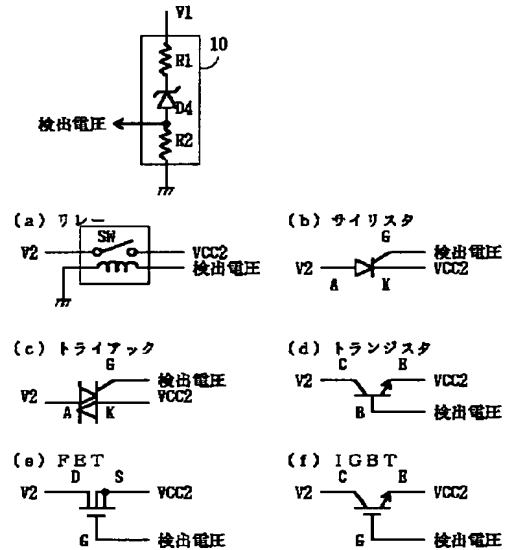 V1
10
R1
D4
検出電圧
R2
(a) リレー
SW
V2
VCC2
検出電圧
(b) サイリスタ
G
検出電圧
V2
VCC2
A
K
(c) トライアック
G
検出電圧
V2
VCC2
A
K
(d) トランジスタ
C
E
V2
VCC2
B
検出電圧
(e) FET
D
S
V2
VCC2
G
検出電圧
(f) IGBT
C
E
V2
VCC2
G
検出電圧